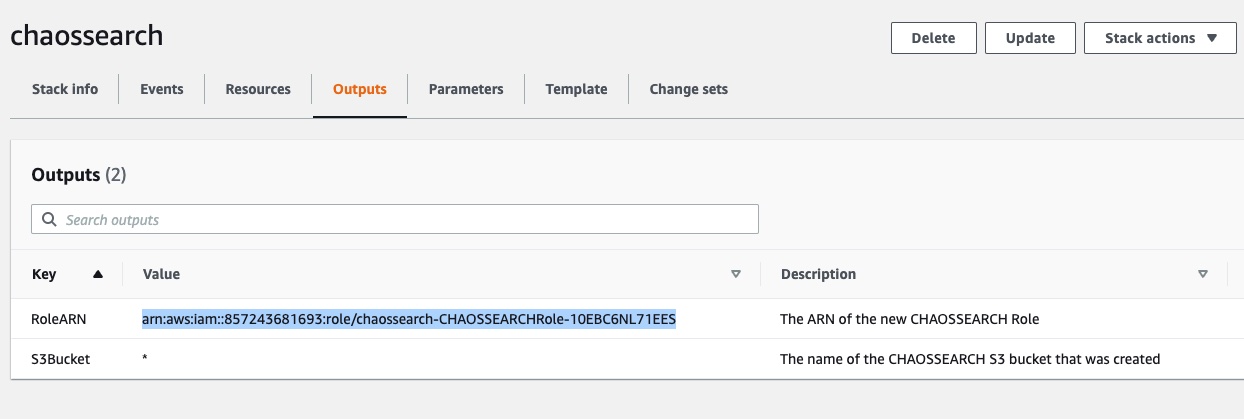 chaossearch
Delete
Update
Stack actions
Stack info
Events
Resources
Outputs
Parameters
Template
Change sets
Outputs (2)
Search outputs
Key Value Description
RoleARN arn:aws:iam::857243681693:role/chaossearch-CHAOSSEARCHRole-10EBC6NL71EES The ARN of the new CHAOSSEARCH Role
S3Bucket * The name of the CHAOSSEARCH S3 bucket that was created